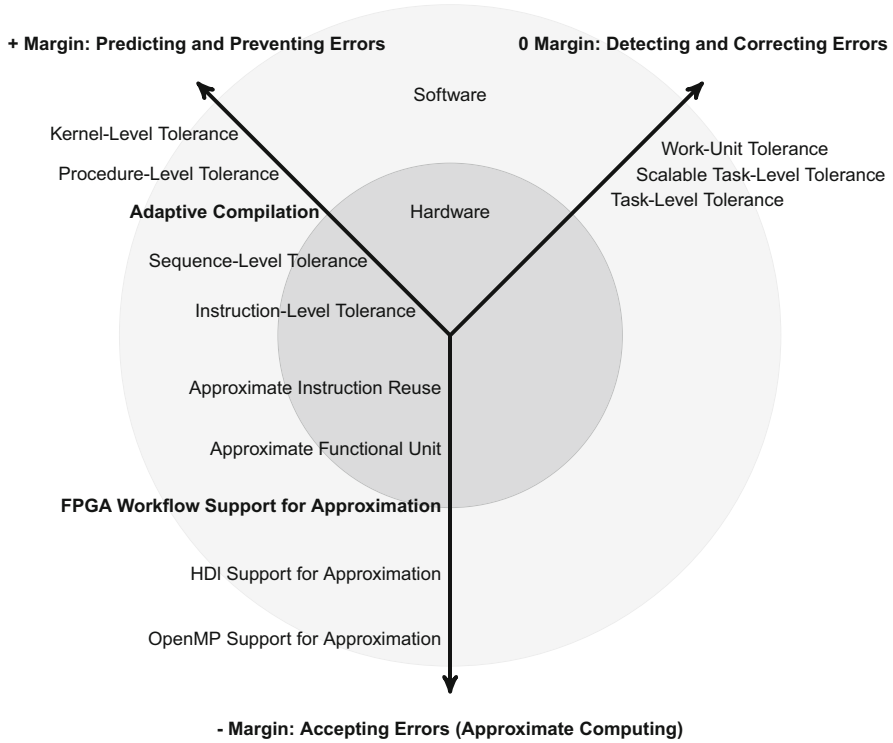 + Margin: Predicting and Preventing Errors
0 Margin: Detecting and Correcting Errors
Software
Kernel-Level Tolerance
Work-Unit Tolerance
Procedure-Level Tolerance
Scalable Task-Level Tolerance
Task-Level Tolerance
Adaptive Compilation
Hardware
Sequence-Level Tolerance
Instruction-Level Tolerance
Approximate Instruction Reuse
Approximate Functional Unit
FPGA Workflow Support for Approximation
HDl Support for Approximation
OpenMP Support for Approximation
- Margin: Accepting Errors (Approximate Computing)